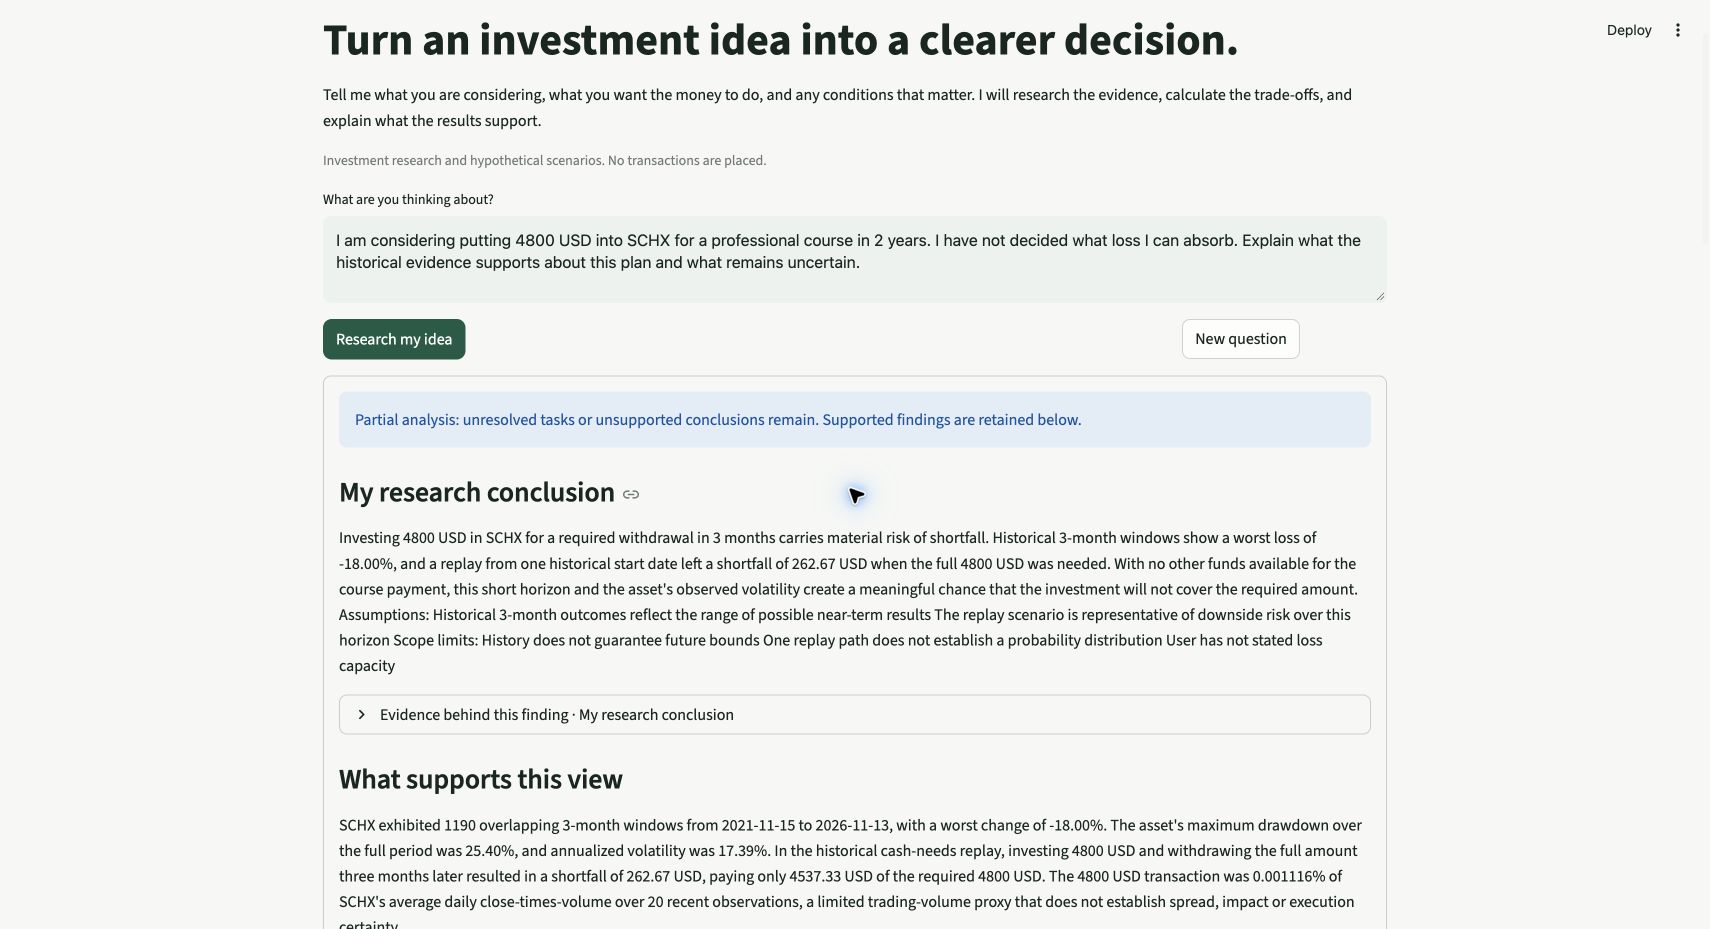 Deploy
Turn an investment idea into a clearer decision.
Tell me what you are considering, what you want the money to do, and any conditions that matter. I will research the evidence, calculate the trade-offs, and
explain what the results support.
Investment research and hypothetical scenarios. No transactions are placed.
What are you thinking about?
I am considering putting 4800 USD into SCHX for a professional course in 2 years. I have not decided what loss I can absorb. Explain what the
historical evidence supports about this plan and what remains uncertain.
Research my idea
New question
Partial analysis: unresolved tasks or unsupported conclusions remain. Supported findings are retained below.
My research conclusion
Investing 4800 USD in SCHX for a required withdrawal in 3 months carries material risk of shortfall. Historical 3-month windows show a worst loss of
-18.00%, and a replay from one historical start date left a shortfall of 262.67 USD when the full 4800 USD was needed. With no other funds available for the
course payment, this short horizon and the asset's observed volatility create a meaningful chance that the investment will not cover the required amount.
Assumptions: Historical 3-month outcomes reflect the range of possible near-term results The replay scenario is representative of downside risk over this
horizon Scope limits: History does not guarantee future bounds One replay path does not establish a probability distribution User has not stated loss
capacity
Evidence behind this finding · My research conclusion
What supports this view
SCHX exhibited 1190 overlapping 3-month windows from 2021-11-15 to 2026-11-13, with a worst change of -18.00%. The asset's maximum drawdown over
the full period was 25.40%, and annualized volatility was 17.39%. In the historical cash-needs replay, investing 4800 USD and withdrawing the full amount
three months later resulted in a shortfall of 262.67 USD, paying only 4537.33 USD of the required 4800 USD. The 4800 USD transaction was 0.001116% of
SCHX's average daily close-times-volume over 20 recent observations, a limited trading-volume proxy that does not establish spread, impact or execution
certainty.